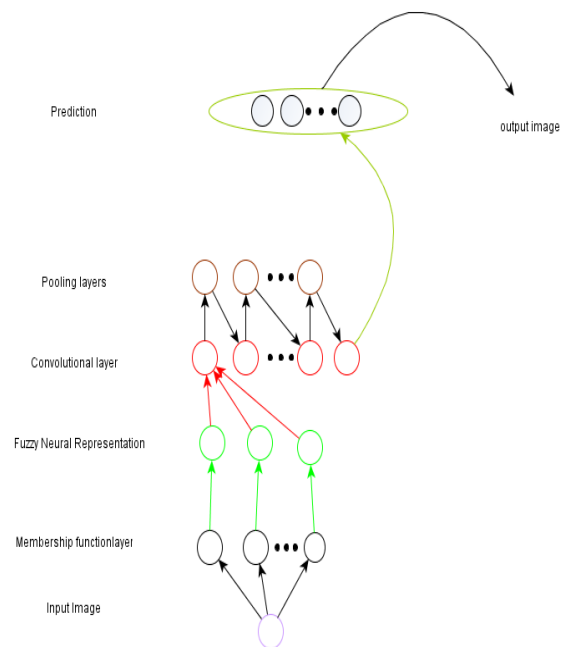 Prediction
output image
Pooling layers
Convolutional layer
Fuzzy Neural Representation
Membership functionlayer
Input Image